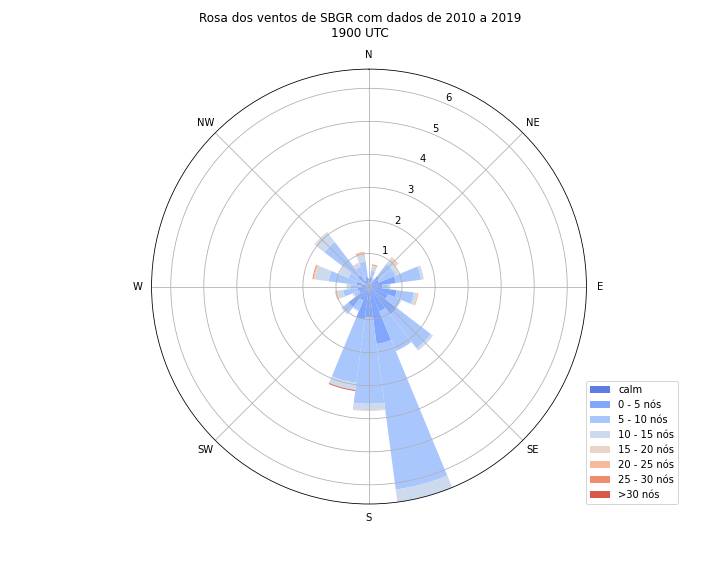 Rosa dos ventos de SBGR com dados de 2010 a 2019
1900 UTC
N
NW
NE
6
5
4
3
2
1
W
E
SW
SE
S
calm
0 - 5 nós
5 - 10 nós
10 - 15 nós
15 - 20 nós
20 - 25 nós
25 - 30 nós
>30 nós